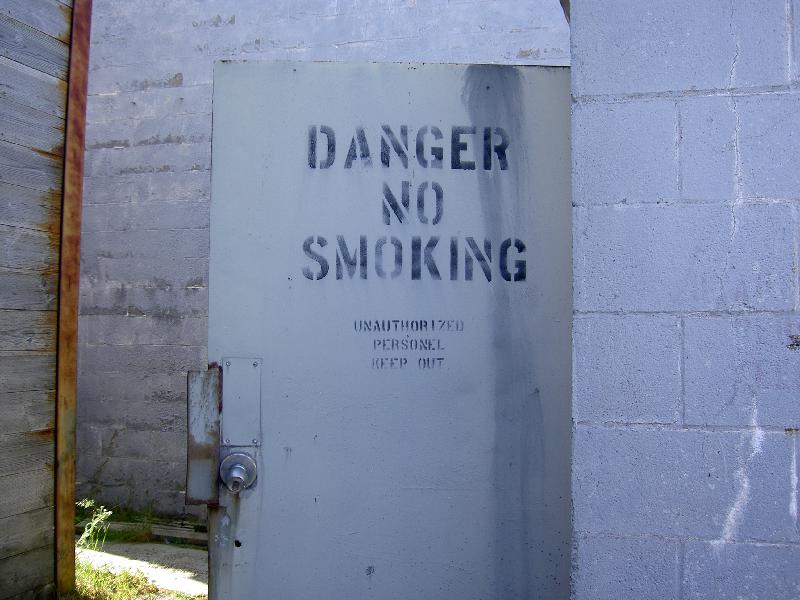 DANGER
NO
SMOKING
UNAUTHORIZED
PERSONEL
KEEP OUT